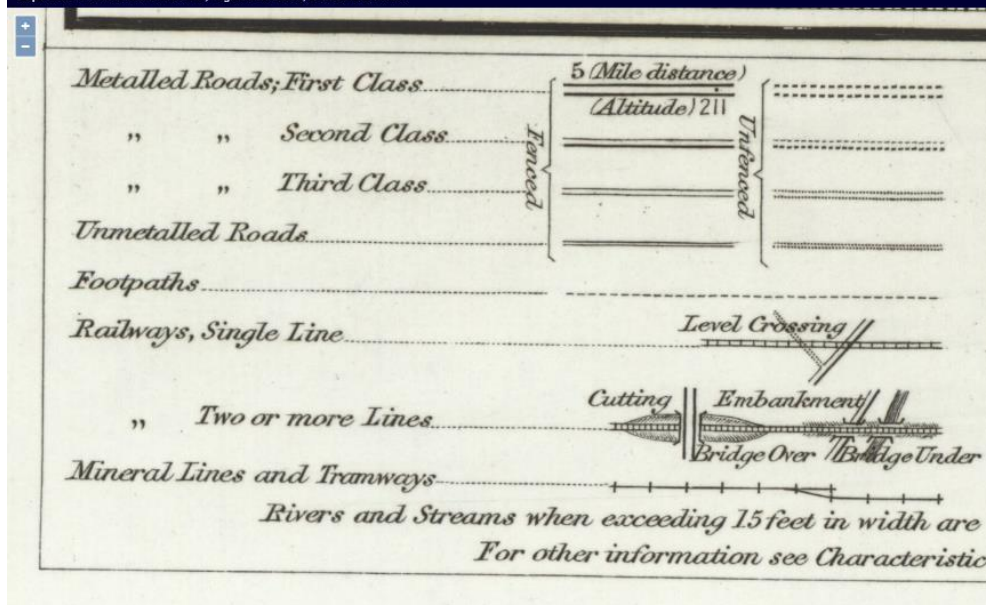 +
-
Metalled Roads; First Class
5 (Mile distance)
(Altitude) 211
„ „ Second Class
Fenced
Unfenced
„ „ Third Class
Unmetalled Roads
Footpaths
Railways, Single Line
Level Crossing
„ Two or more Lines
Cutting
Embankment
Bridge Over
Bridge Under
Mineral Lines and Tramways
Rivers and Streams when exceeding 15 feet in width are
For other information see Characteristic